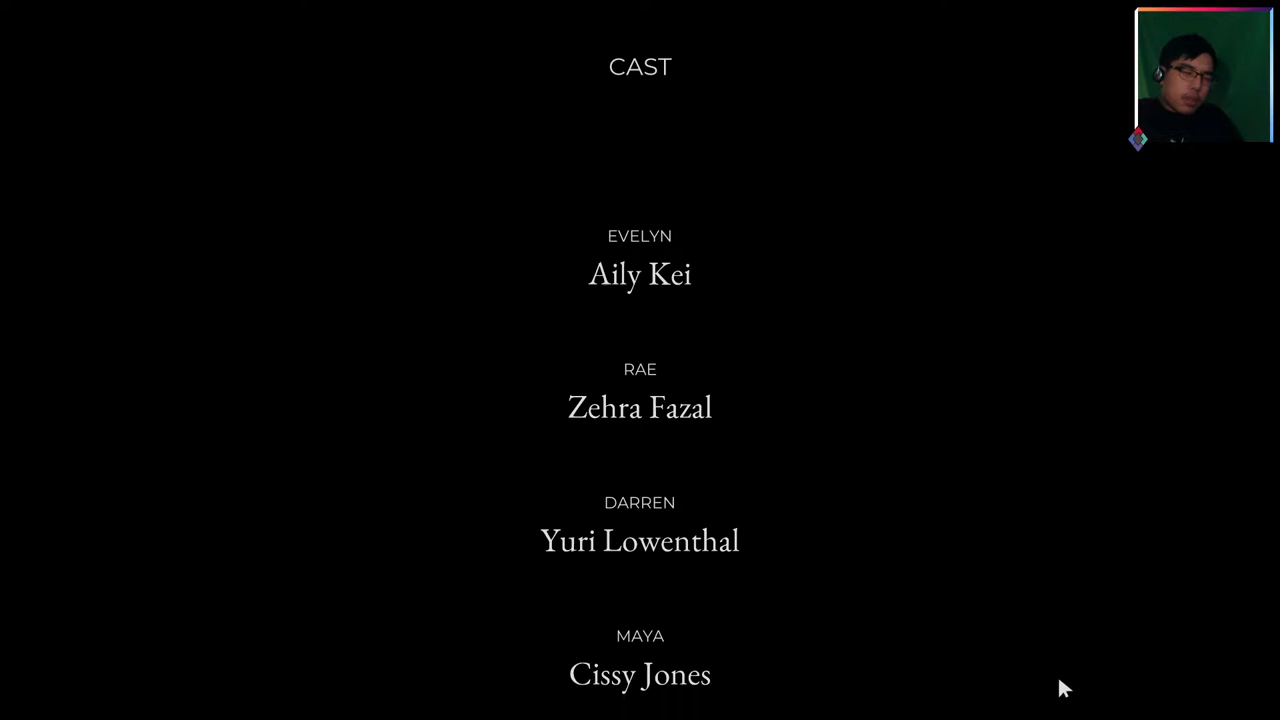 CAST
EVELYN
Aily Kei
RAE
Zehra Fazal
DARREN
Yuri Lowenthal
MAYA
Cissy Jones